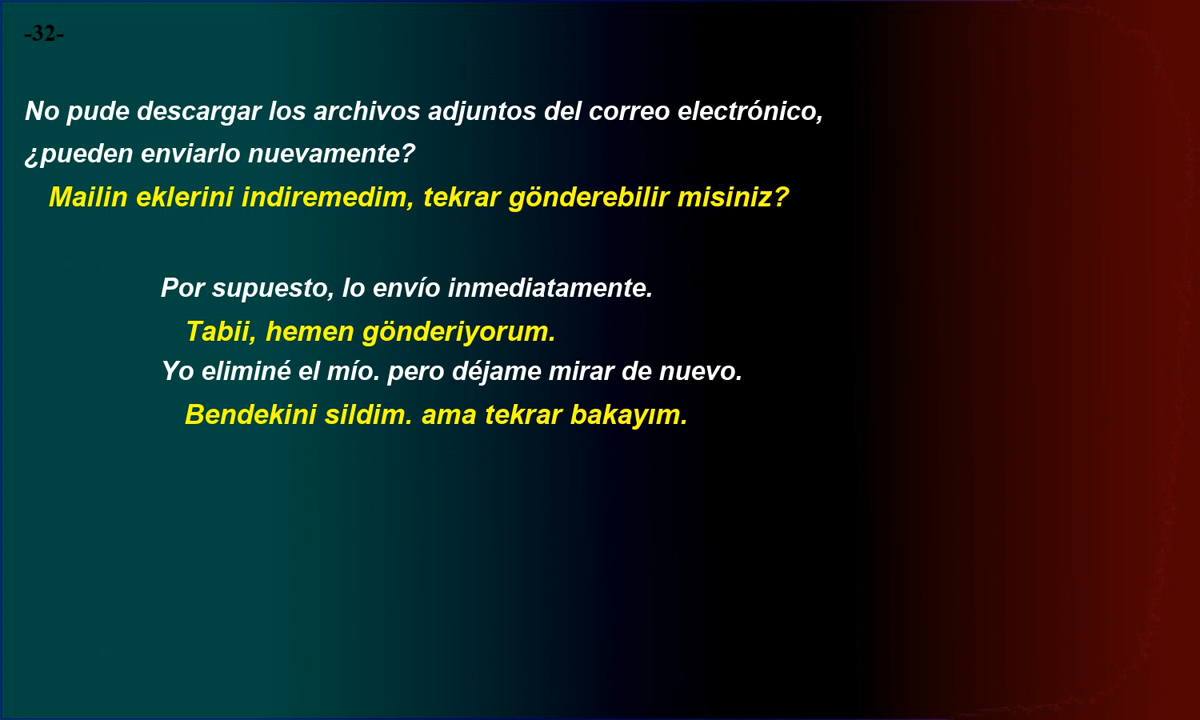 -32-
No pude descargar los archivos adjuntos del correo electrónico,
¿pueden enviarlo nuevamente?
Mailin eklerini indiremedim, tekrar gönderebilir misiniz?
Por supuesto, lo envío inmediatamente.
Tabii, hemen gönderiyorum.
Yo eliminé el mío. pero déjame mirar de nuevo.
Bendekini sildim. ama tekrar bakayım.